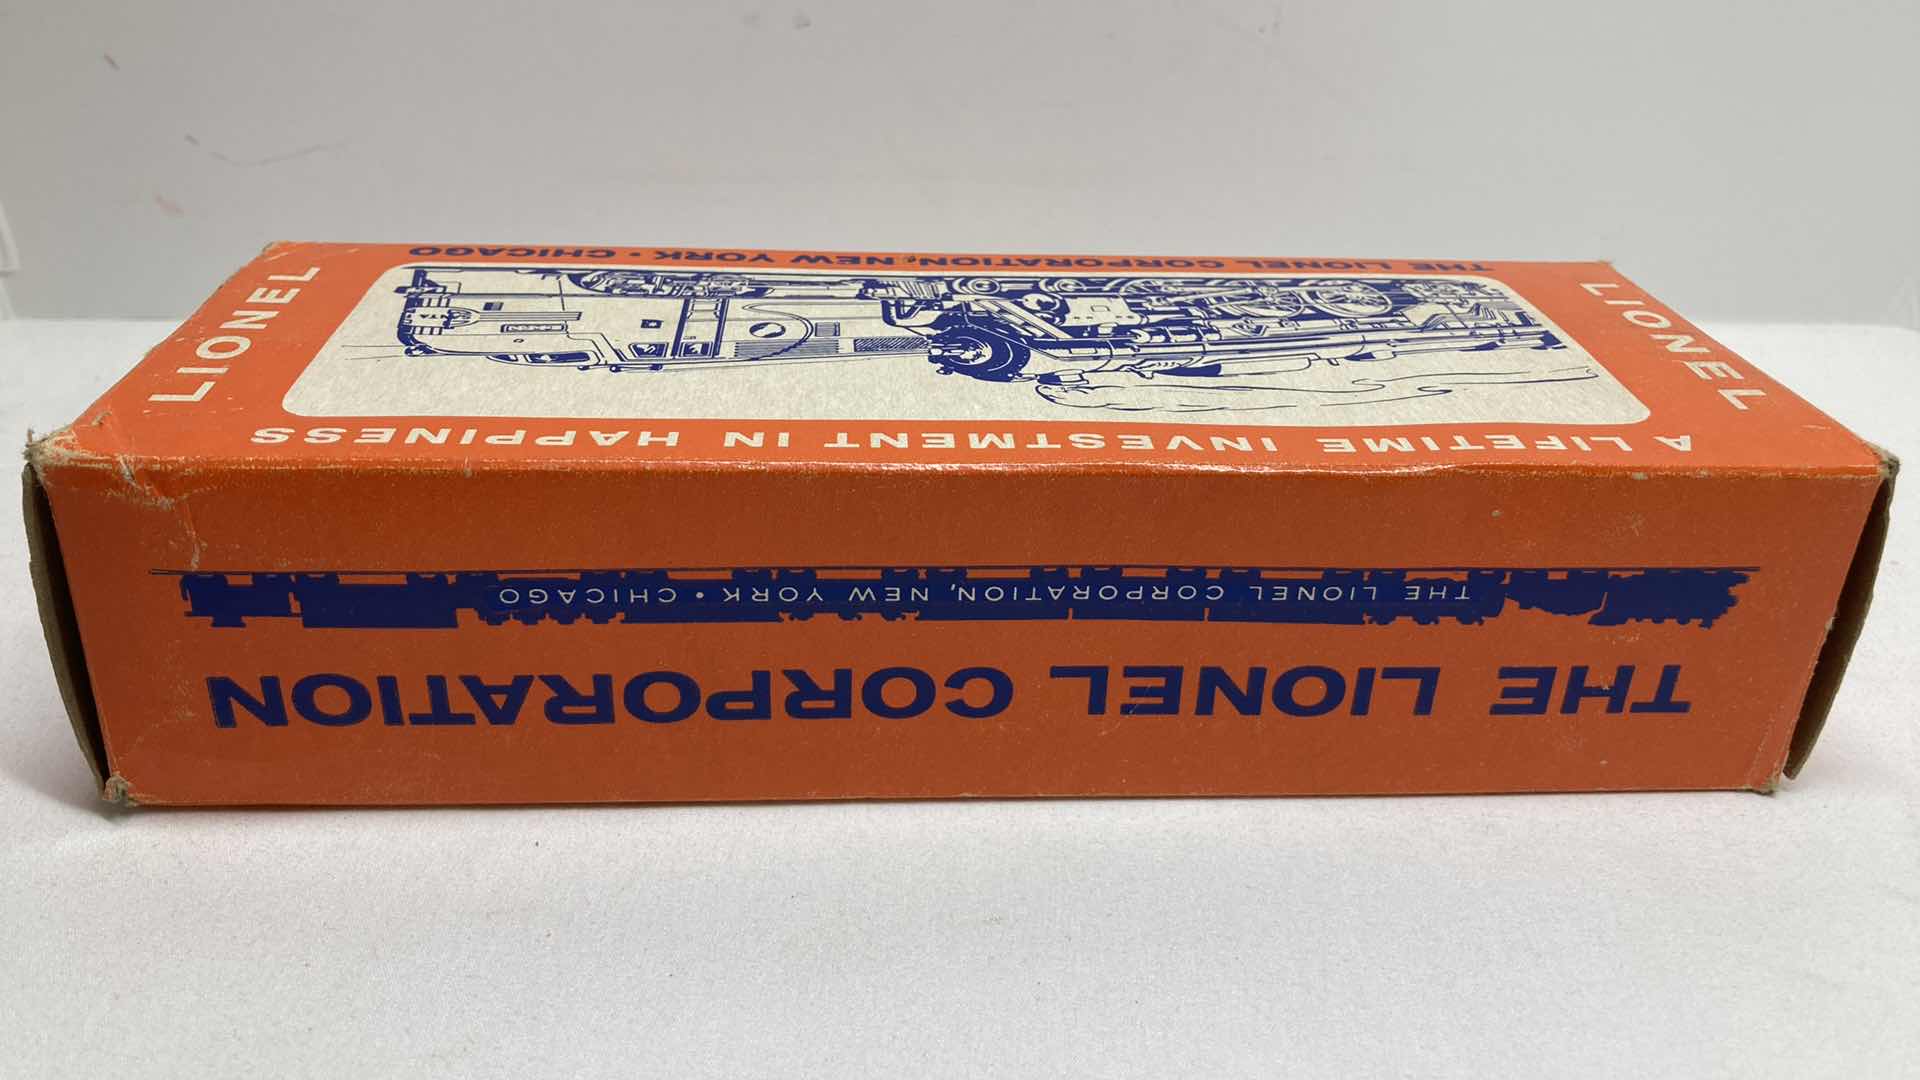 THE LIONEL CORPORATION
THE LIONEL CORPORATION, NEW YORK • CHICAGO
A LIFETIME INVESTMENT IN HAPPINESS
LIONEL
LIONEL
THE LIONEL CORPORATION, NEW YORK • CHICAGO